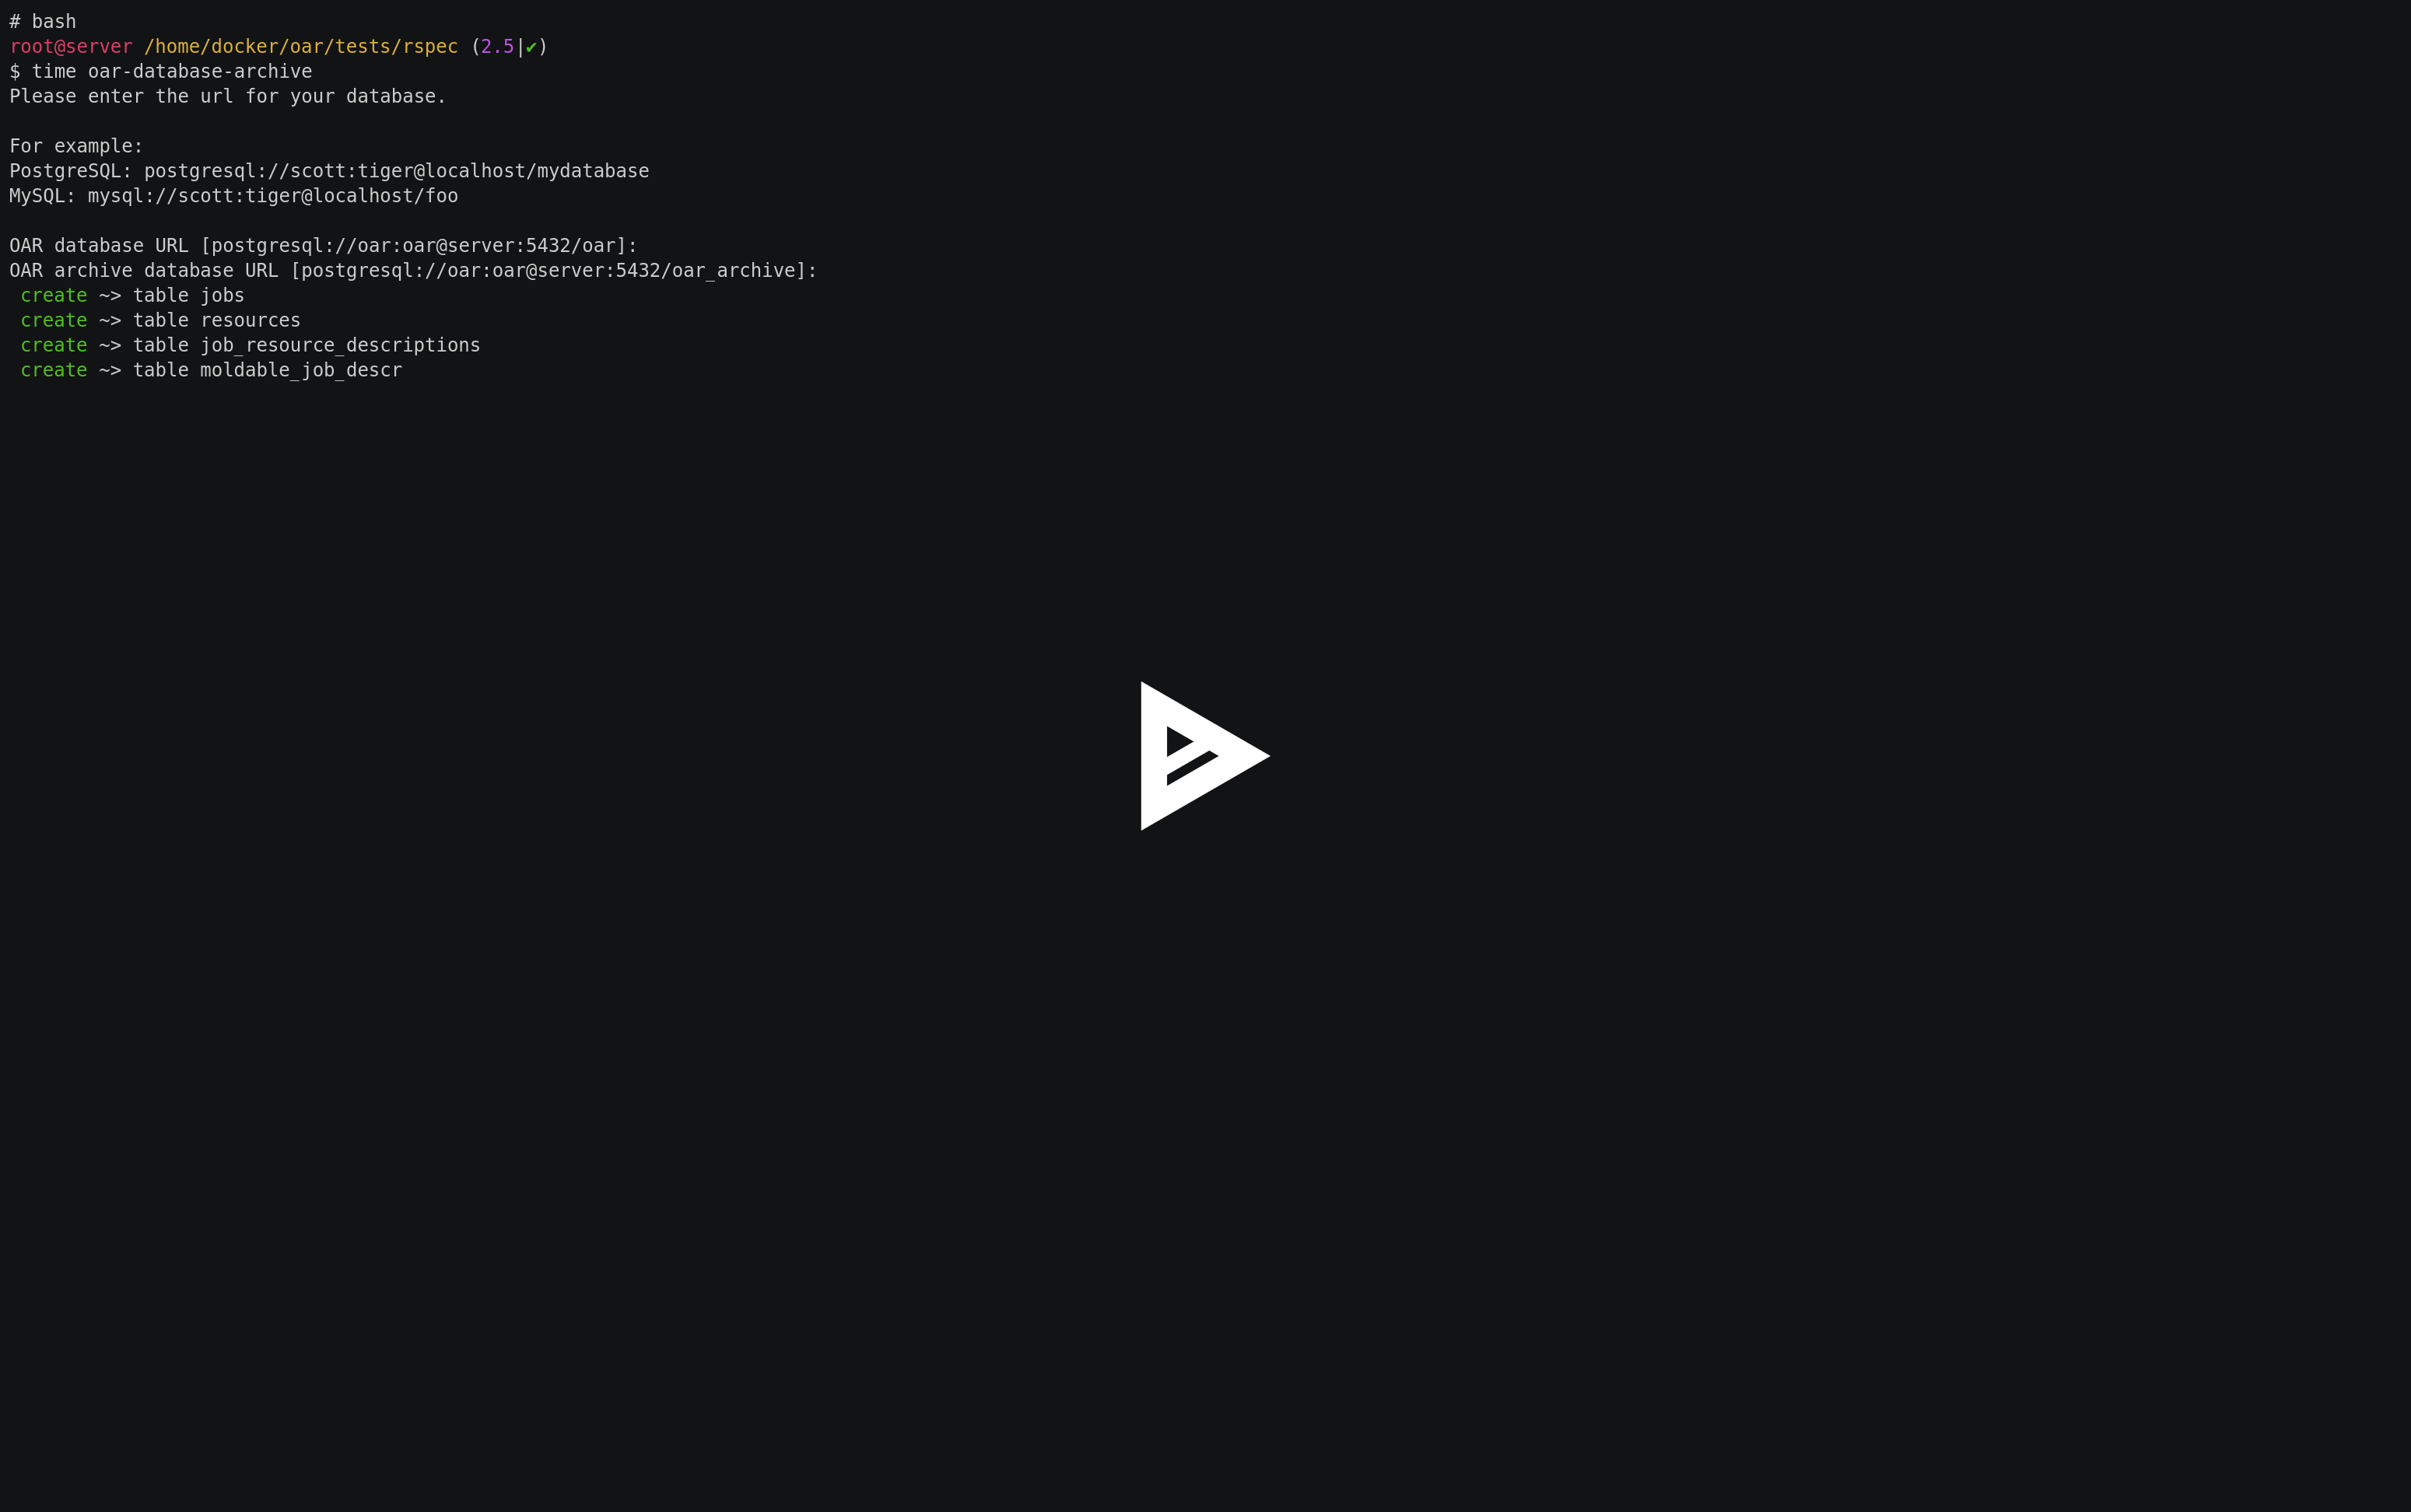 # bash
root@server /home/docker/oar/tests/rspec (2.5|✔)
$ time oar-database-archive
Please enter the url for your database.
For example:
PostgreSQL: postgresql://scott:tiger@localhost/mydatabase
MySQL: mysql://scott:tiger@localhost/foo
OAR database URL [postgresql://oar:oar@server:5432/oar]:
OAR archive database URL [postgresql://oar:oar@server:5432/oar_archive]:
create ~> table jobs
create ~> table resources
create ~> table job_resource_descriptions
create ~> table moldable_job_descr